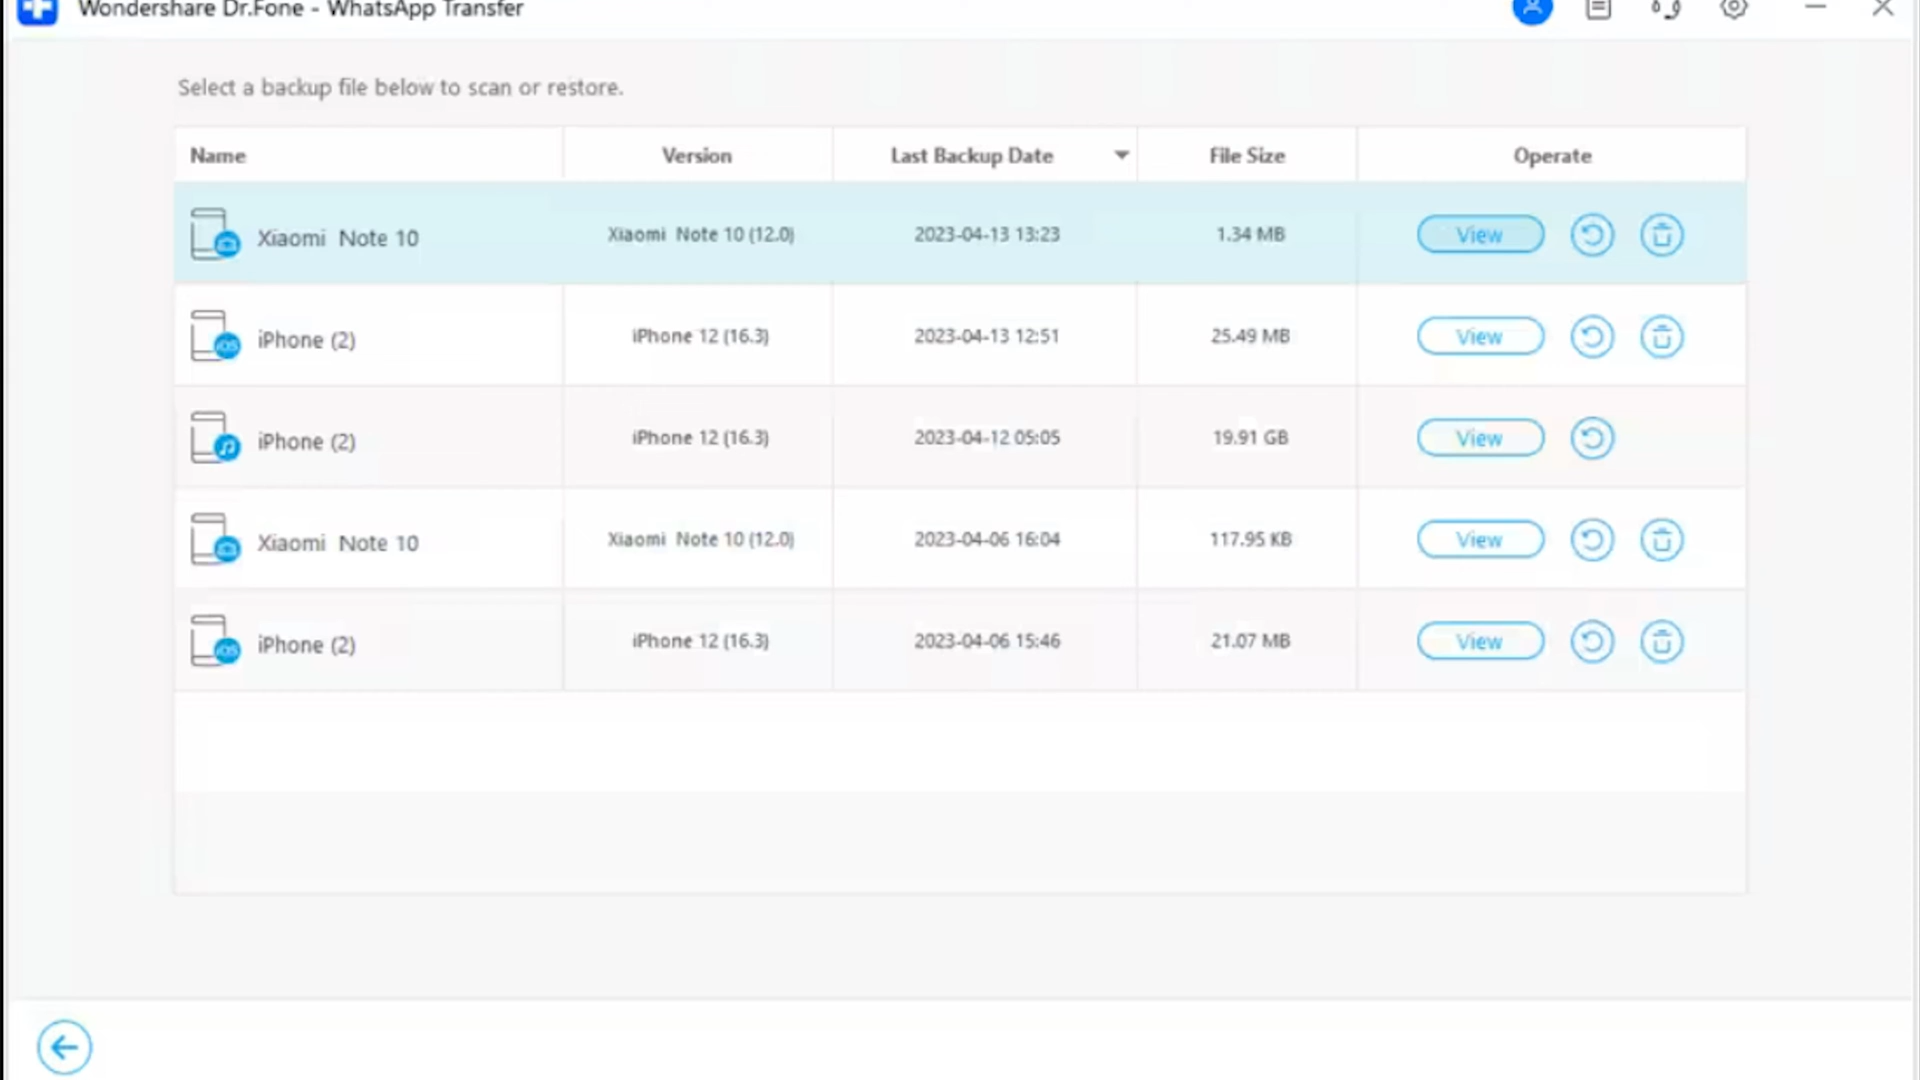 Wondershare Dr.Fone - WhatsApp Transfer
Select a backup file below to scan or restore.
Name Version Last Backup Date File Size Operate
Xiaomi Note 10 Xiaomi Note 10 (12.0) 2023-04-13 13:23 1.34 MB View
iPhone (2) iPhone 12 (16.3) 2023-04-13 12:51 25.49 MB View
iPhone (2) iPhone 12 (16.3) 2023-04-12 05:05 19.91 GB View
Xiaomi Note 10 Xiaomi Note 10 (12.0) 2023-04-06 16:04 117.95 KB View
iPhone (2) iPhone 12 (16.3) 2023-04-06 15:46 21.07 MB View